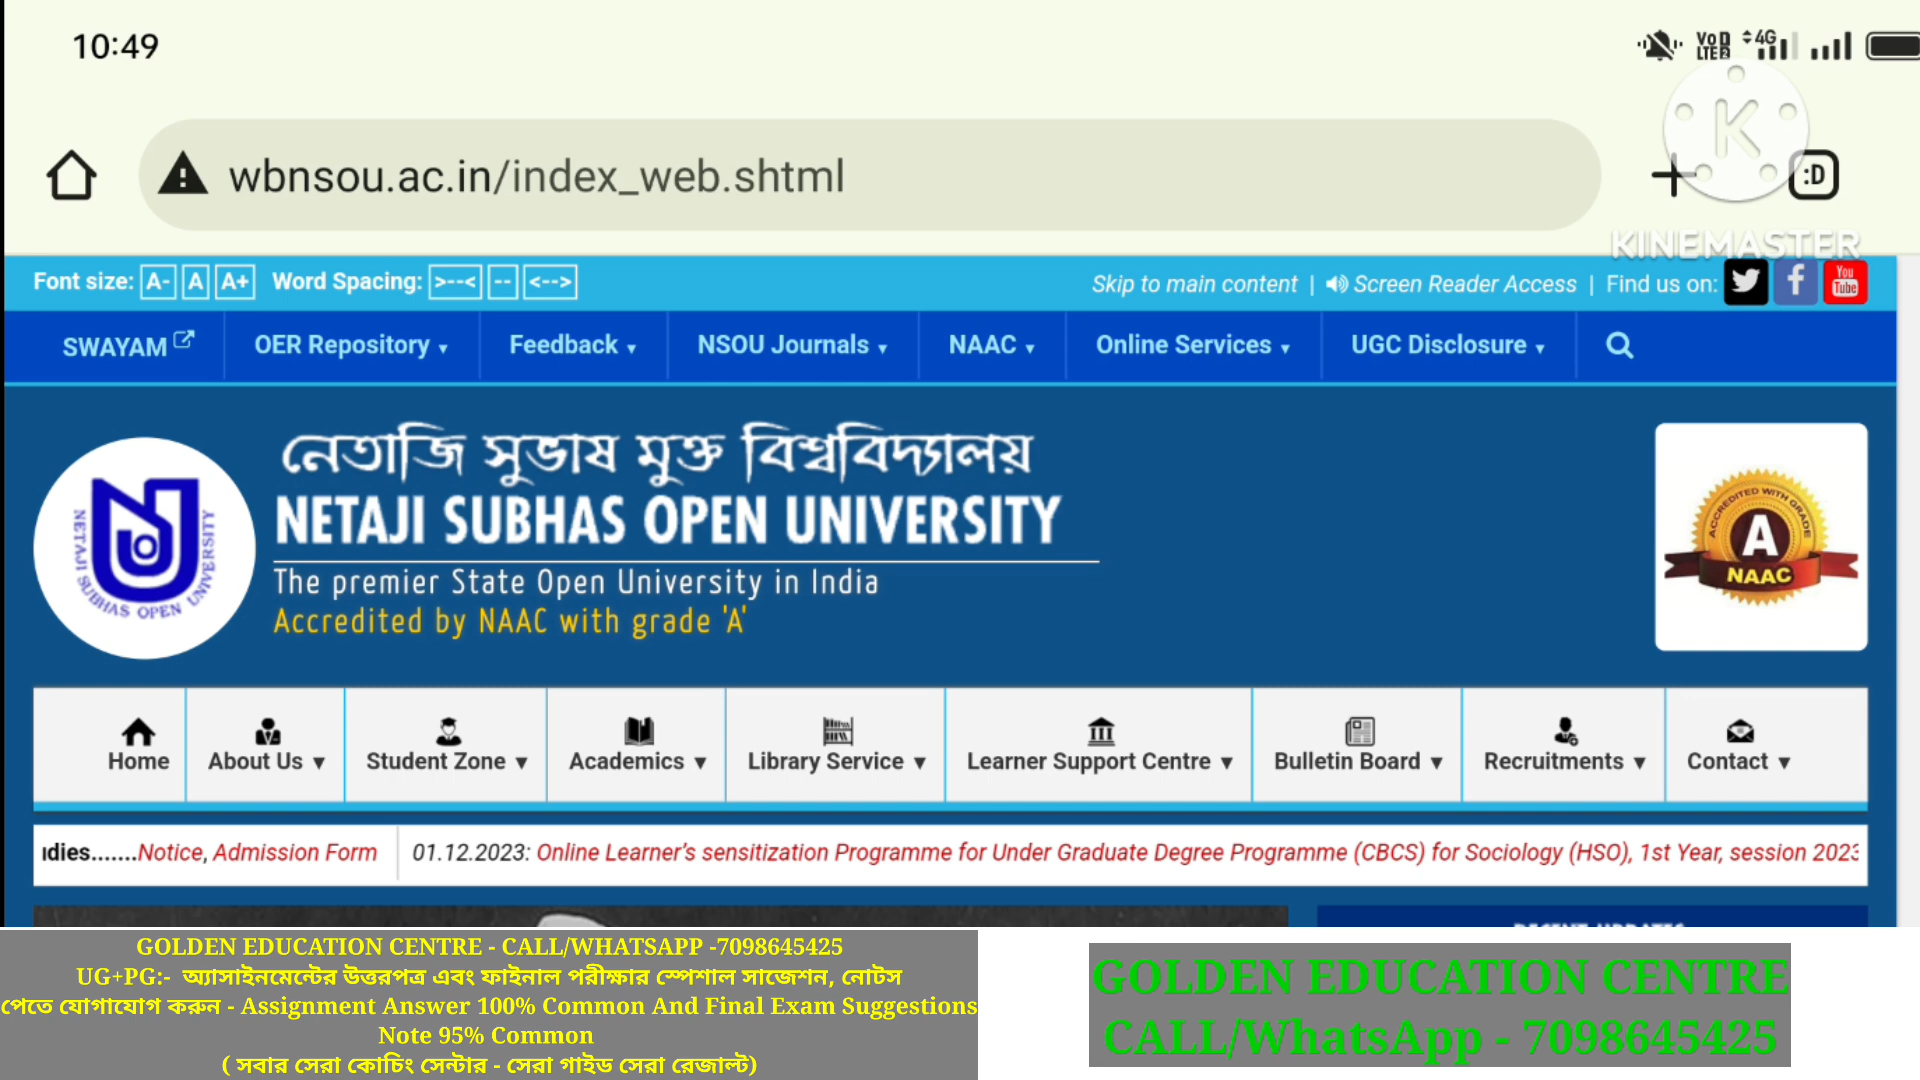 10:49
Vo
LTE 2
4G
wbnsou.ac.in/index_web.shtml
:D
K
KINEMASTER
Font size: A- A A+ Word Spacing: >--< -- <-->
Skip to main content | Screen Reader Access | Find us on: You Tube
SWAYAM OER Repository ▾ Feedback ▾ NSOU Journals ▾ NAAC ▾ Online Services ▾ UGC Disclosure ▾
নেতাজি সুভাষ মুক্ত বিশ্ববিদ্যালয়
NETAJI SUBHAS OPEN UNIVERSITY
The premier State Open University in India
Accredited by NAAC with grade 'A'
NETAJI SUBHAS OPEN UNIVERSITY
ACCREDITED WITH GRADE
A
NAAC
Home About Us ▼ Student Zone ▼ Academics ▼ Library Service ▼ Learner Support Centre ▼ Bulletin Board ▼ Recruitments ▼ Contact ▼
dies.......Notice, Admission Form 01.12.2023: Online Learner's sensitization Programme for Under Graduate Degree Programme (CBCS) for Sociology (HSO), 1st Year, session 2023
GOLDEN EDUCATION CENTRE - CALL/WHATSAPP -7098645425
UG+PG:- অ্যাসাইনমেন্টের উত্তরপত্র এবং ফাইনাল পরীক্ষার স্পেশাল সাজেশন, নোটস
পেতে যোগাযোগ করুন - Assignment Answer 100% Common And Final Exam Suggestions
Note 95% Common
( সবার সেরা কোচিং সেন্টার - সেরা গাইড সেরা রেজাল্ট)
GOLDEN EDUCATION CENTRE
CALL/WhatsApp - 7098645425